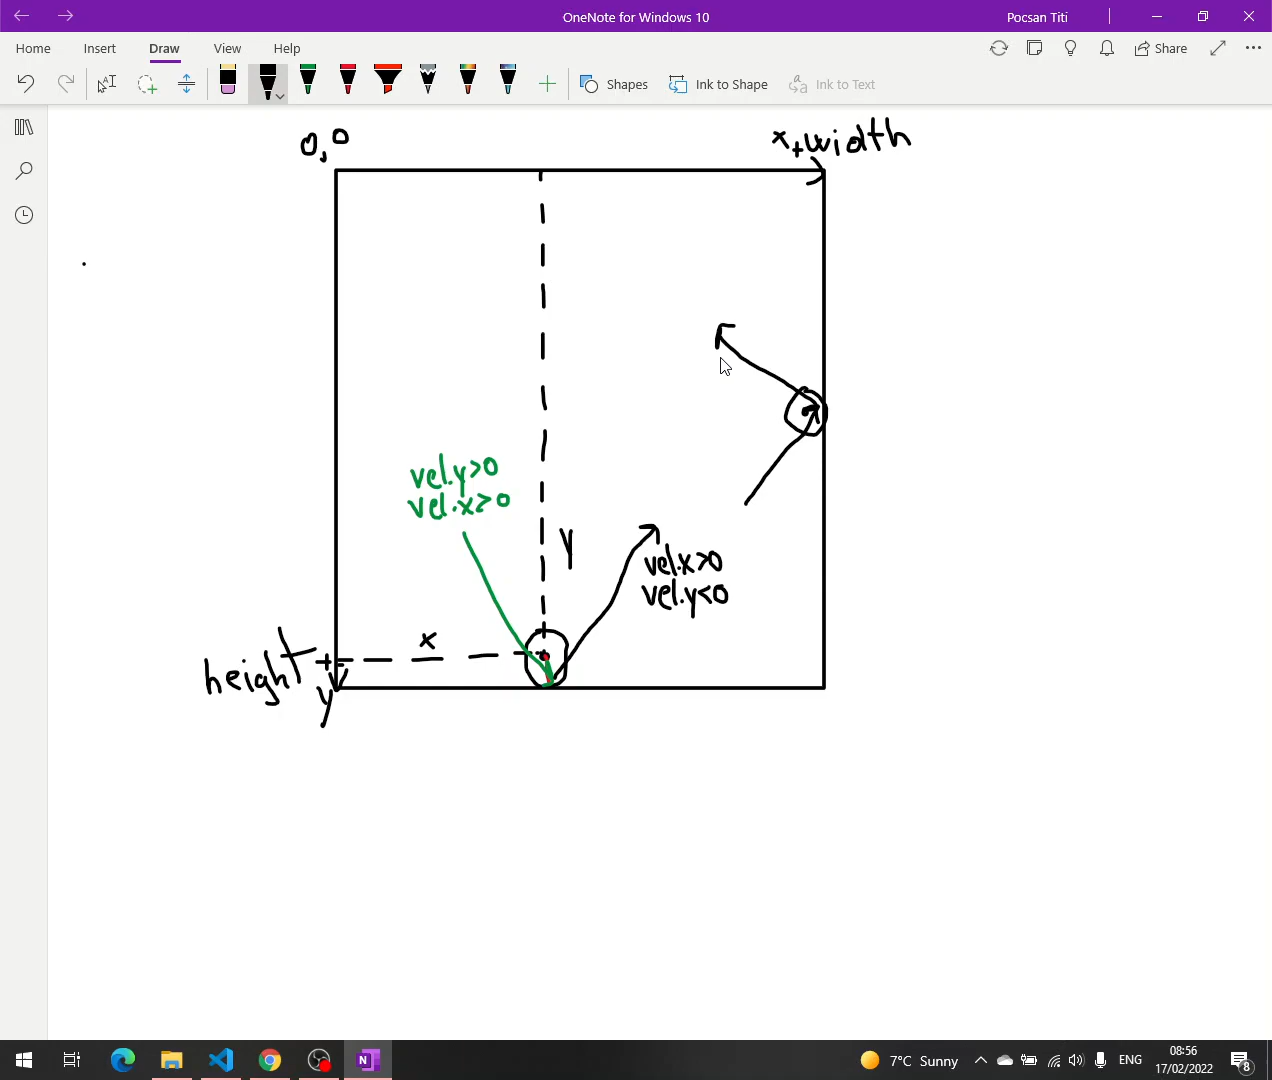 OneNote for Windows 10
Pocsan Titi
Home
Insert
Draw
View
Help
Share
Shapes
Ink to Shape
Ink to Text
0,0
x + width
vel.y>0
vel.x>0
y
vel.x>0
vel.y<0
x
height
+
y
N
7°C Sunny
ENG
08:56
17/02/2022
8